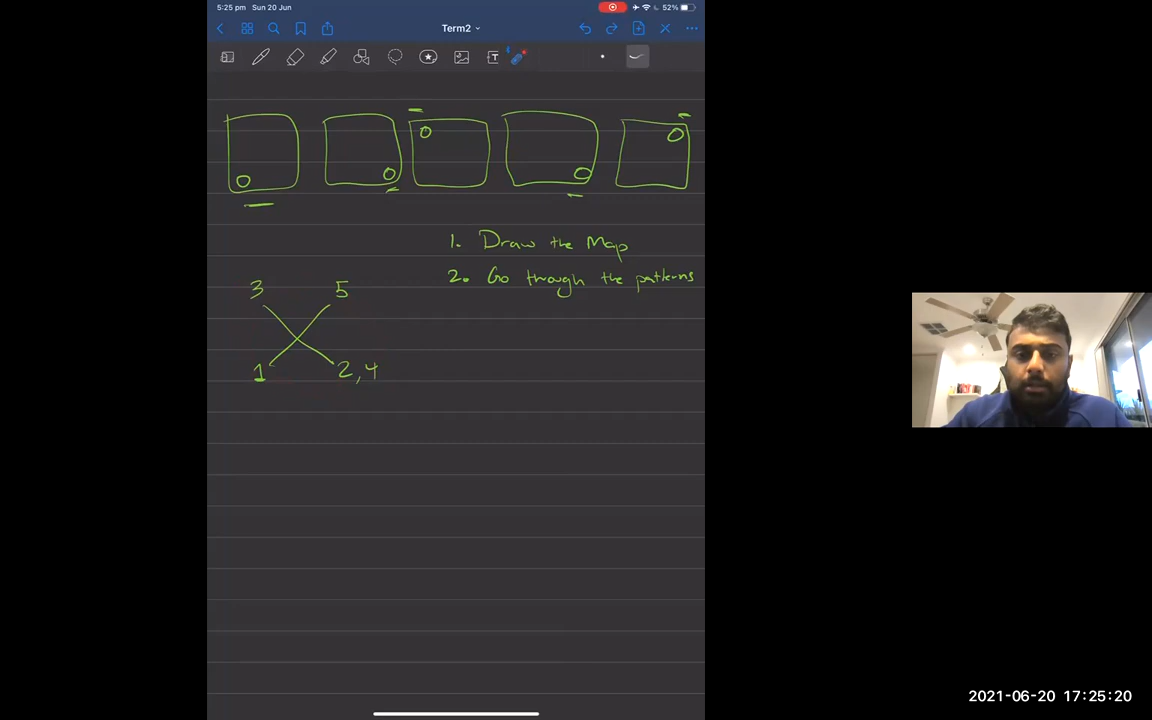 5:25 pm Sun 20 Jun
52%
Term2
1. Draw the Map
2. Go through the patterns
3 5
1 2,4
2021-06-20 17:25:20